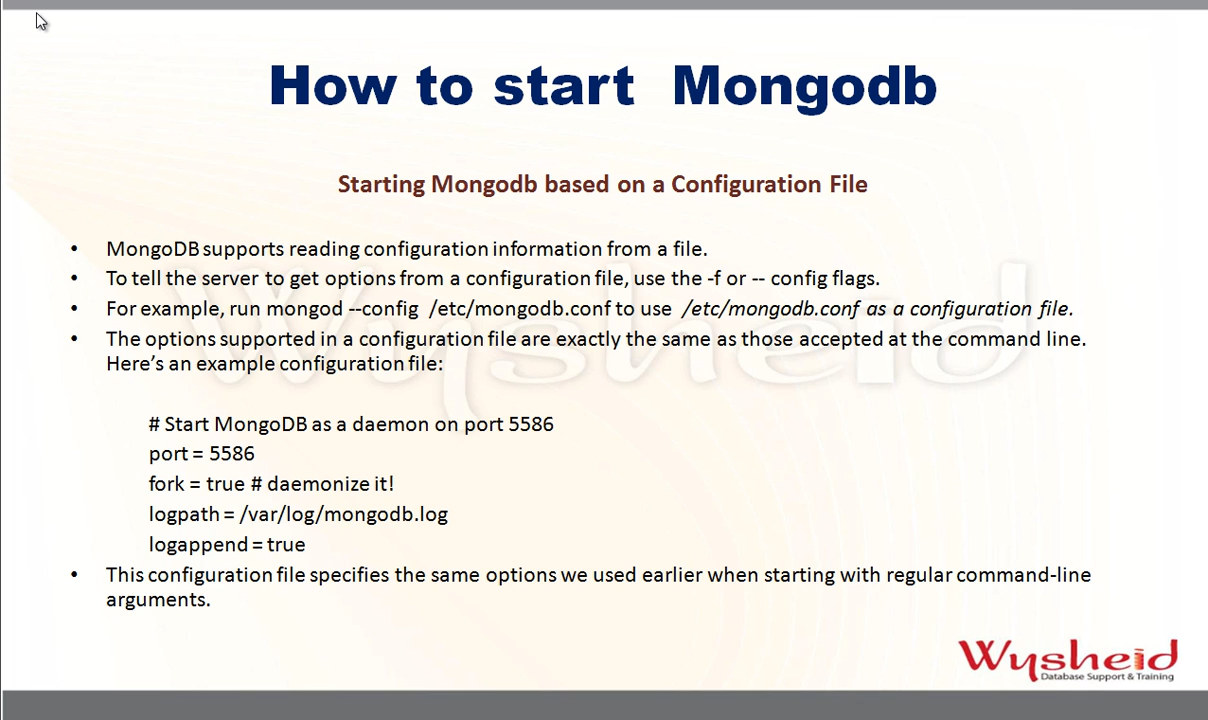 How to start Mongodb
Starting Mongodb based on a Configuration File
• MongoDB supports reading configuration information from a file.
• To tell the server to get options from a configuration file, use the -f or -- config flags.
• For example, run mongod --config /etc/mongodb.conf to use /etc/mongodb.conf as a configuration file.
• The options supported in a configuration file are exactly the same as those accepted at the command line.
Here’s an example configuration file:
# Start MongoDB as a daemon on port 5586
port = 5586
fork = true # daemonize it!
logpath = /var/log/mongodb.log
logappend = true
• This configuration file specifies the same options we used earlier when starting with regular command-line
arguments.
Wysheid
Wysheid
Database Support & Training